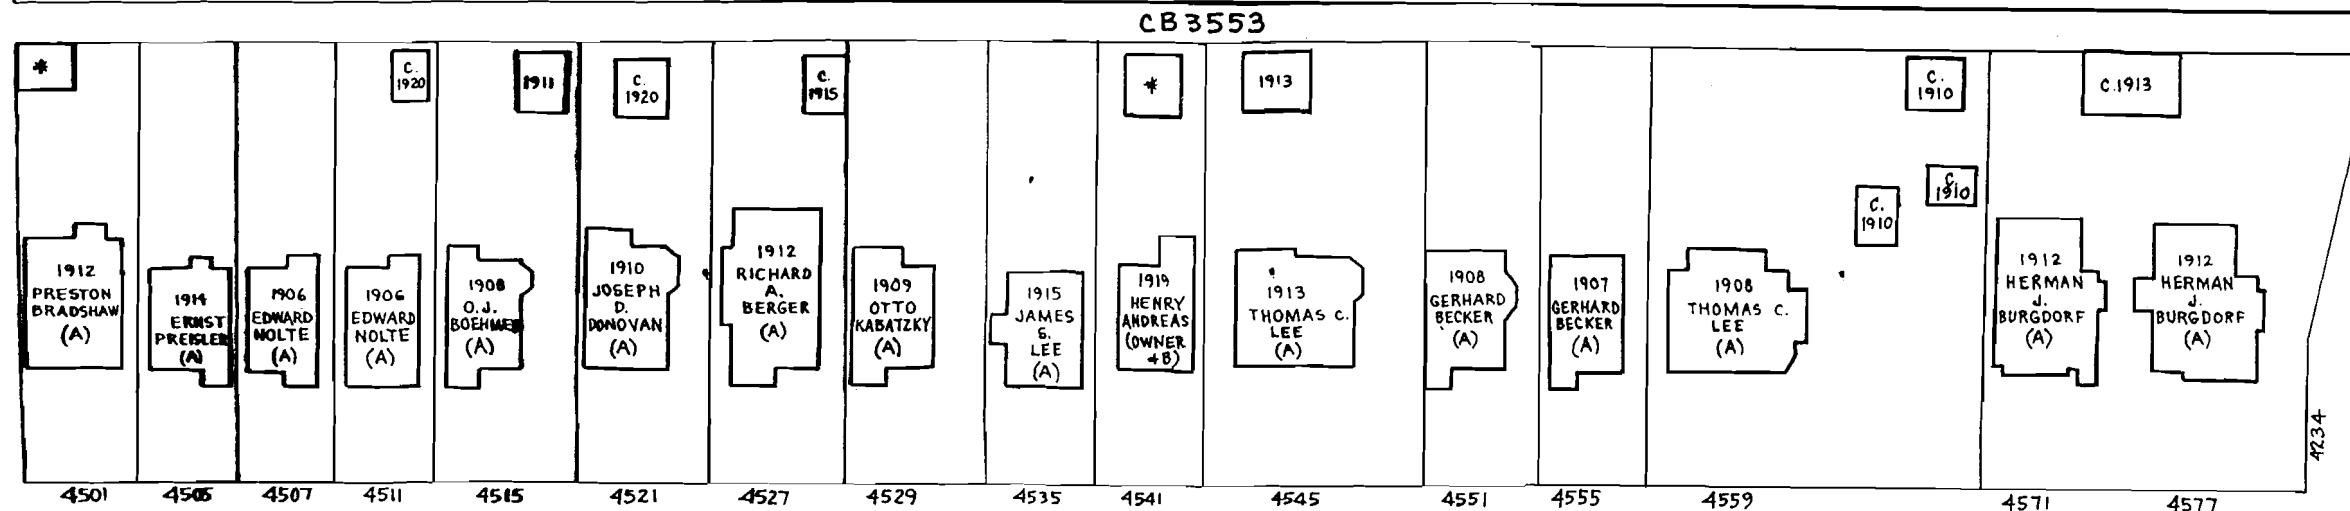 CB3553
*
C.
1920
1911
C.
1920
C.
1915
*
1913
C.
1910
C.1913
C.
1910
C.
1910
1912
PRESTON
BRADSHAW
(A)
1914
ERNST
PREISLER
(A)
1906
EDWARD
NOLTE
(A)
1906
EDWARD
NOLTE
(A)
1908
O.J.
BOEHMER
(A)
1910
JOSEPH
D.
DONOVAN
(A)
1912
RICHARD
A.
BERGER
(A)
1909
OTTO
KABATZKY
(A)
1915
JAMES
S.
LEE
(A)
1919
HENRY
ANDREAS
(OWNER
+B)
1913
THOMAS C.
LEE
(A)
1908
GERHARD
BECKER
(A)
1907
GERHARD
BECKER
(A)
1908
THOMAS C.
LEE
(A)
1912
HERMAN
J.
BURGDORF
(A)
1912
HERMAN
J.
BURGDORF
(A)
4234
4501 4505 4507 4511 4515 4521 4527 4529 4535 4541 4545 4551 4555 4559 4571 4577